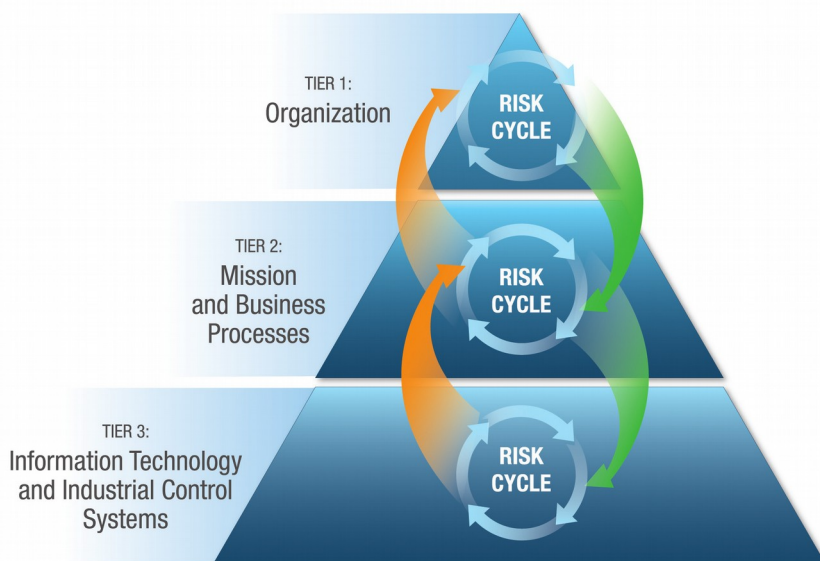 TIER 1:
Organization
RISK
CYCLE
TIER 2:
Mission
and Business
Processes
RISK
CYCLE
TIER 3:
Information Technology
and Industrial Control
Systems
RISK
CYCLE